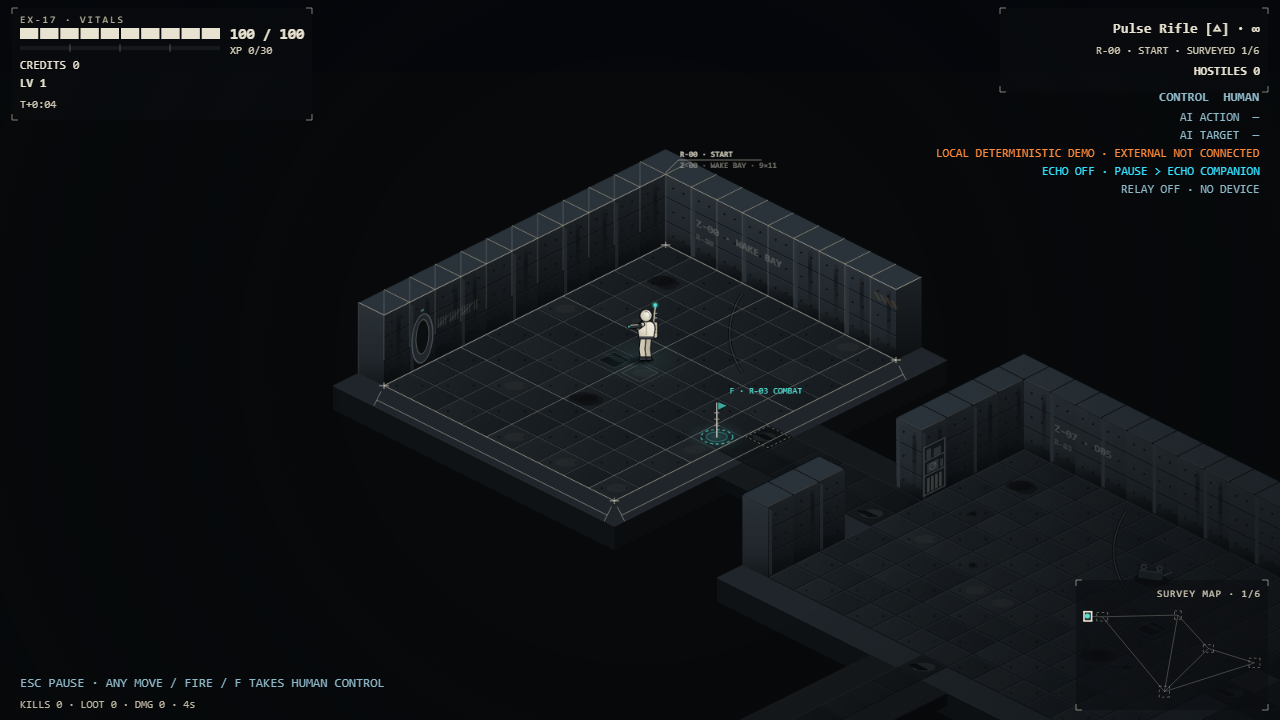 EX-17 · VITALS
100 / 100
XP 0/30
CREDITS 0
LV 1
T+0:04
Pulse Rifle [▲] · ∞
R-00 · START · SURVEYED 1/6
HOSTILES 0
CONTROL HUMAN
AI ACTION —
AI TARGET —
LOCAL DETERMINISTIC DEMO · EXTERNAL NOT CONNECTED
ECHO OFF · PAUSE > ECHO COMPANION
RELAY OFF · NO DEVICE
R-00 · START
Z-00 · WAKE BAY · 9×11
Z-00 · WAKE BAY
R-00
F · R-03 COMBAT
Z-07 · OBS
R-03
SURVEY MAP · 1/6
ESC PAUSE · ANY MOVE / FIRE / F TAKES HUMAN CONTROL
KILLS 0 · LOOT 0 · DMG 0 · 4s